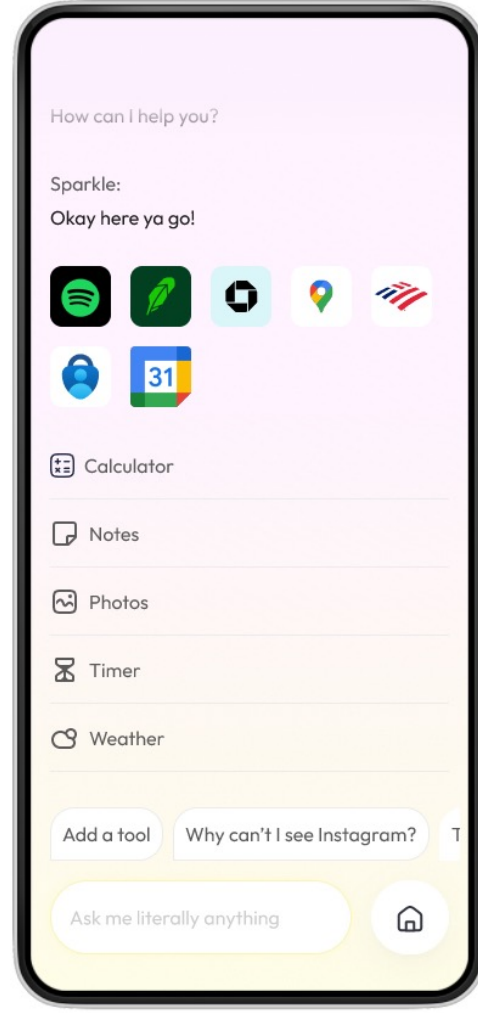 How can I help you?
Sparkle:
Okay here ya go!
31
Calculator
Notes
Photos
Timer
Weather
Add a tool
Why can't I see Instagram?
T
Ask me literally anything